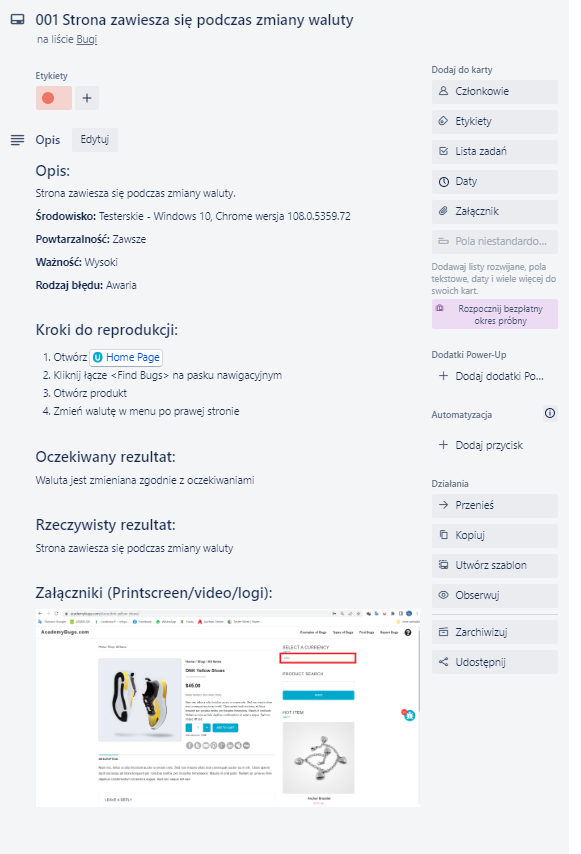 001 Strona zawiesza się podczas zmiany waluty
na liście Bugi
Etykiety
Opis
Edytuj
Opis:
Strona zawiesza się podczas zmiany waluty.
Środowisko: Testerskie - Windows 10, Chrome wersja 108.0.5359.72
Powtarzalność: Zawsze
Ważność: Wysoki
Rodzaj błędu: Awaria
Kroki do reprodukcji:
1. Otwórz Home Page
2. Kliknij łącze <Find Bugs> na pasku nawigacyjnym
3. Otwórz produkt
4. Zmień walutę w menu po prawej stronie
Oczekiwany rezultat:
Waluta jest zmieniana zgodnie z oczekiwaniami
Rzeczywisty rezultat:
Strona zawiesza się podczas zmiany waluty
Załączniki (Printscreen/video/logi):
AcademyBugs.com
Examples of Bugs Types of Bugs Find Bugs Report Bugs
SELECT A CURRENCY
PRODUCT SEARCH
HOT ITEM
DNK Yellow Shoes
$45.00
ADD TO CART
DESCRIPTION
LEAVE A REPLY
Anchor Bracelet
Dodaj do karty
Członkowie
Etykiety
Lista zadań
Daty
Załącznik
Pola niestandardo...
Dodawaj listy rozwijane, pola
tekstowe, daty i wiele więcej do
swoich kart.
Rozpocznij bezpłatny
okres próbny
Dodatki Power-Up
Dodaj dodatki Po...
Automatyzacja
Dodaj przycisk
Działania
Przenieś
Kopiuj
Utwórz szablon
Obserwuj
Zarchiwizuj
Udostępnij